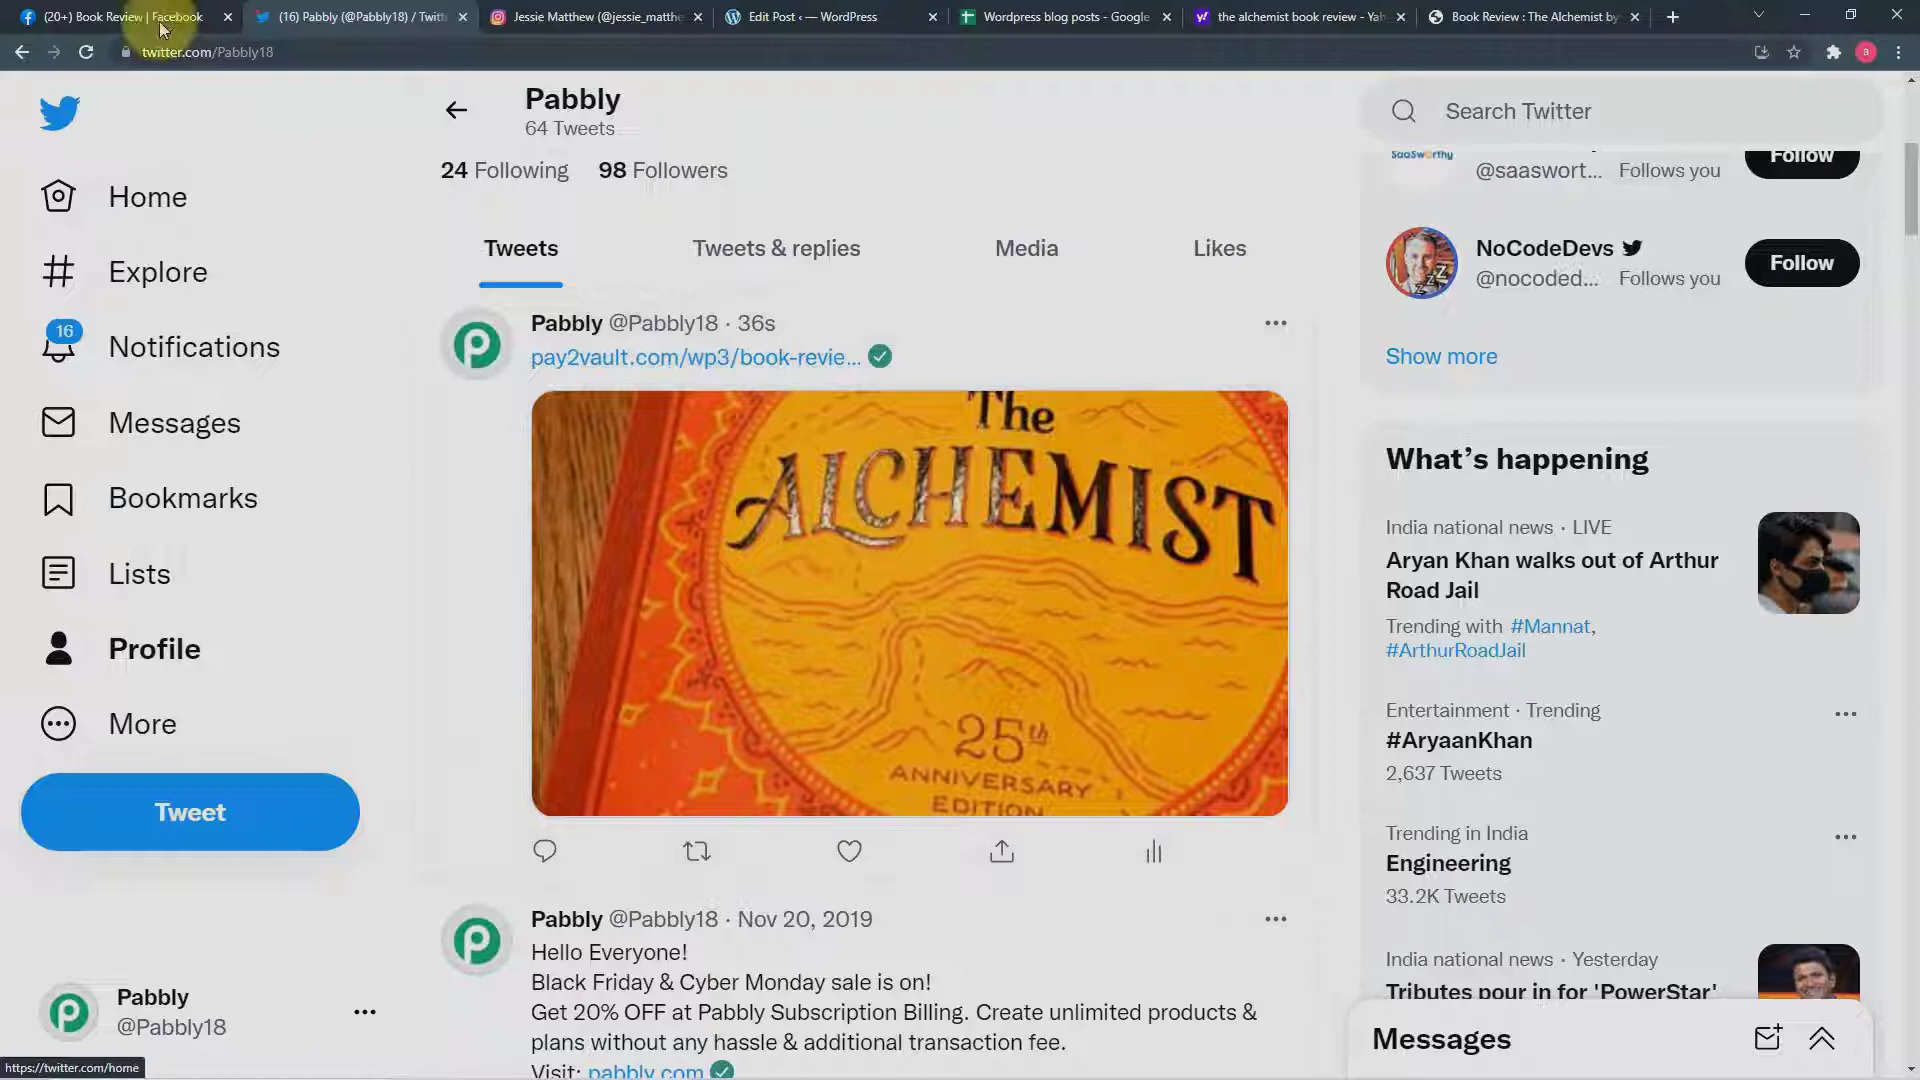 (20+) Book Review | Facebook
(16) Pabbly (@Pabbly18) / Twitt
Jessie Matthew (@jessie_matthe
Edit Post ‹ — WordPress
Wordpress blog posts - Google
the alchemist book review - Yah
Book Review : The Alchemist by
twitter.com/Pabbly18
Pabbly
64 Tweets
24 Following 98 Followers
Tweets
Tweets & replies
Media
Likes
Home
Explore
16
Notifications
Messages
Bookmarks
Lists
Profile
More
Tweet
Pabbly
@Pabbly18
https://twitter.com/home
Pabbly @Pabbly18 · 36s
pay2vault.com/wp3/book-revie...
The
ALCHEMIST
25th
ANNIVERSARY
EDITION
Pabbly @Pabbly18 · Nov 20, 2019
Hello Everyone!
Black Friday & Cyber Monday sale is on!
Get 20% OFF at Pabbly Subscription Billing. Create unlimited products &
plans without any hassle & additional transaction fee.
Visit: pabbly.com
Search Twitter
SaaSworthy
@saaswort... Follows you
Follow
NoCodeDevs
@nocoded... Follows you
Follow
Show more
What's happening
India national news · LIVE
Aryan Khan walks out of Arthur
Road Jail
Trending with #Mannat,
#ArthurRoadJail
Entertainment · Trending
#AryaanKhan
2,637 Tweets
Trending in India
Engineering
33.2K Tweets
India national news · Yesterday
Tributes pour in for 'PowerStar'
Messages